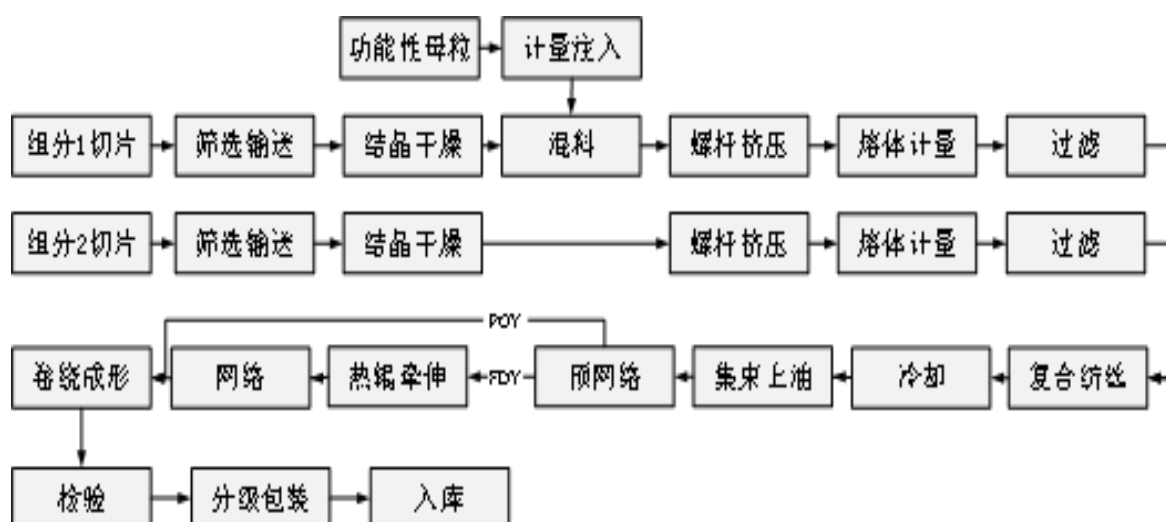 功能性母粒 计量注入
组分1切片 筛选输送 结晶干燥 混料 螺杆挤压 熔体计量 过滤
组分2切片 筛选输送 结晶干燥 螺杆挤压 熔体计量 过滤
POY
卷绕成形 网络 热辊牵伸 FDY 预网络 集束上油 冷却 复合纺丝
检验 分级包装 入库